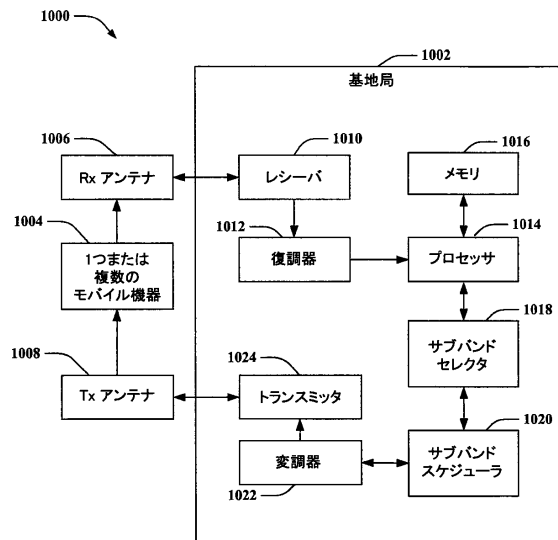 1000
1002
基地局
1006
Rx アンテナ
1010
レシーバ
1016
メモリ
1004
1つまたは
複数の
モバイル機器
1012
復調器
1014
プロセッサ
1018
サブバンド
セレクタ
1008
Tx アンテナ
1024
トランスミッタ
1020
サブバンド
スケジューラ
変調器
1022